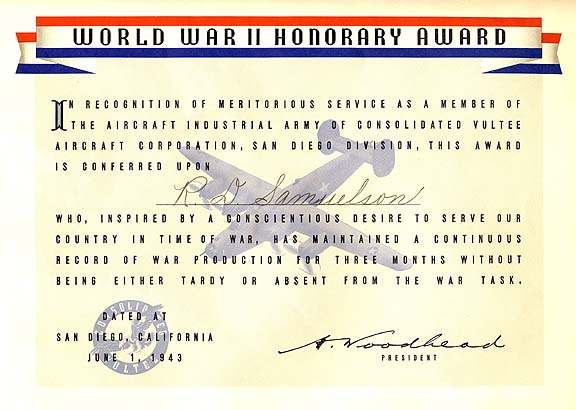 WORLD WAR II HONORARY AWARD
IN RECOGNITION OF MERITORIOUS SERVICE AS A MEMBER OF
THE AIRCRAFT INDUSTRIAL ARMY OF CONSOLIDATED VULTEE
AIRCRAFT CORPORATION, SAN DIEGO DIVISION, THIS AWARD
IS CONFERRED UPON
R. D. Samuelson
WHO, INSPIRED BY A CONSCIENTIOUS DESIRE TO SERVE OUR
COUNTRY IN TIME OF WAR, HAS MAINTAINED A CONTINUOUS
RECORD OF WAR PRODUCTION FOR THREE MONTHS WITHOUT
BEING EITHER TARDY OR ABSENT FROM THE WAR TASK.
DATED AT
SAN DIEGO, CALIFORNIA
JUNE 1, 1943
A. Woodhead
PRESIDENT